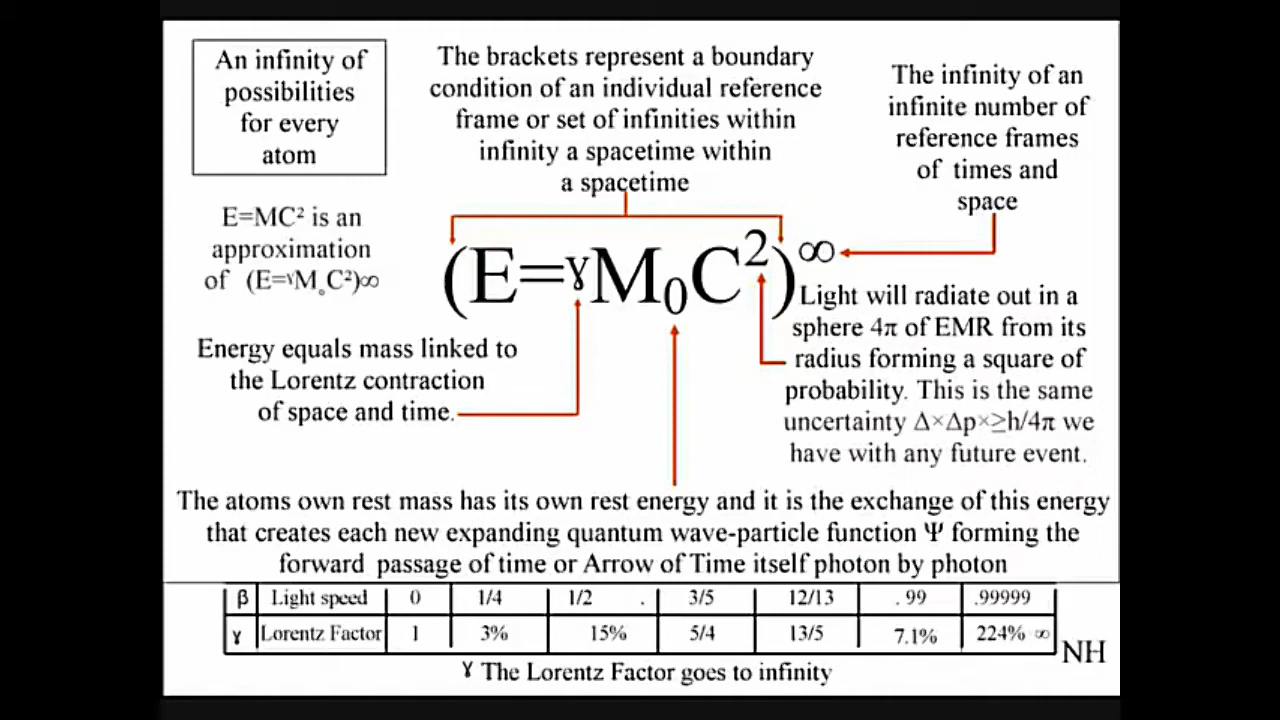 An infinity of
possibilities
for every
atom
The brackets represent a boundary
condition of an individual reference
frame or set of infinities within
infinity a spacetime within
a spacetime
The infinity of an
infinite number of
reference frames
of times and
space
E=MC² is an
approximation
of (E=ɤM₀C²)∞
(E=ɤM₀C²)∞
Energy equals mass linked to
the Lorentz contraction
of space and time.
Light will radiate out in a
sphere 4π of EMR from its
radius forming a square of
probability. This is the same
uncertainty Δ×Δp×≥h/4π we
have with any future event.
The atoms own rest mass has its own rest energy and it is the exchange of this energy
that creates each new expanding quantum wave-particle function Ψ forming the
forward passage of time or Arrow of Time itself photon by photon
β Light speed 0 1/4 1/2 . 3/5 12/13 .99 .99999
ɤ Lorentz Factor 1 3% 15% 5/4 13/5 7.1% 224% ∞
NH
ɤ The Lorentz Factor goes to infinity